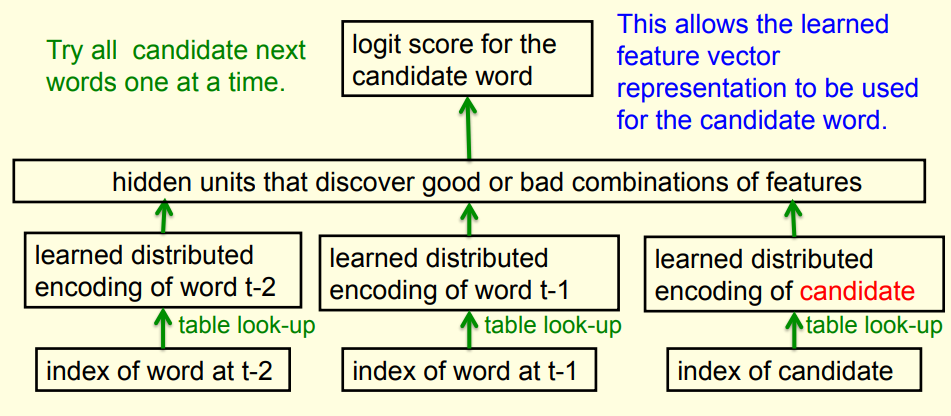 Try all candidate next
words one at a time.
logit score for the
candidate word
This allows the learned
feature vector
representation to be used
for the candidate word.
hidden units that discover good or bad combinations of features
learned distributed
encoding of word t-2
learned distributed
encoding of word t-1
learned distributed
encoding of candidate
table look-up
table look-up
table look-up
index of word at t-2
index of word at t-1
index of candidate